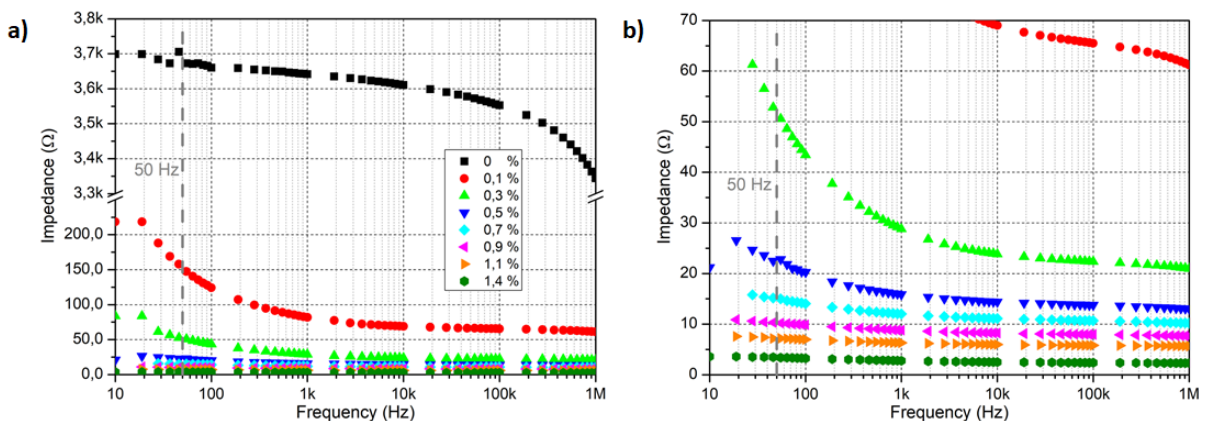 a)
Impedance (Ω)
3,8k
3,7k
3,6k
3,5k
3,4k
3,3k
200,0
150,0
100,0
50,0
0,0
50 Hz
0 %
0,1 %
0,3 %
0,5 %
0,7 %
0,9 %
1,1 %
1,4 %
10 100 1k 10k 100k 1M
Frequency (Hz)
b)
Impedance (Ω)
70
60
50
40
30
20
10
0
50 Hz
10 100 1k 10k 100k 1M
Frequency (Hz)